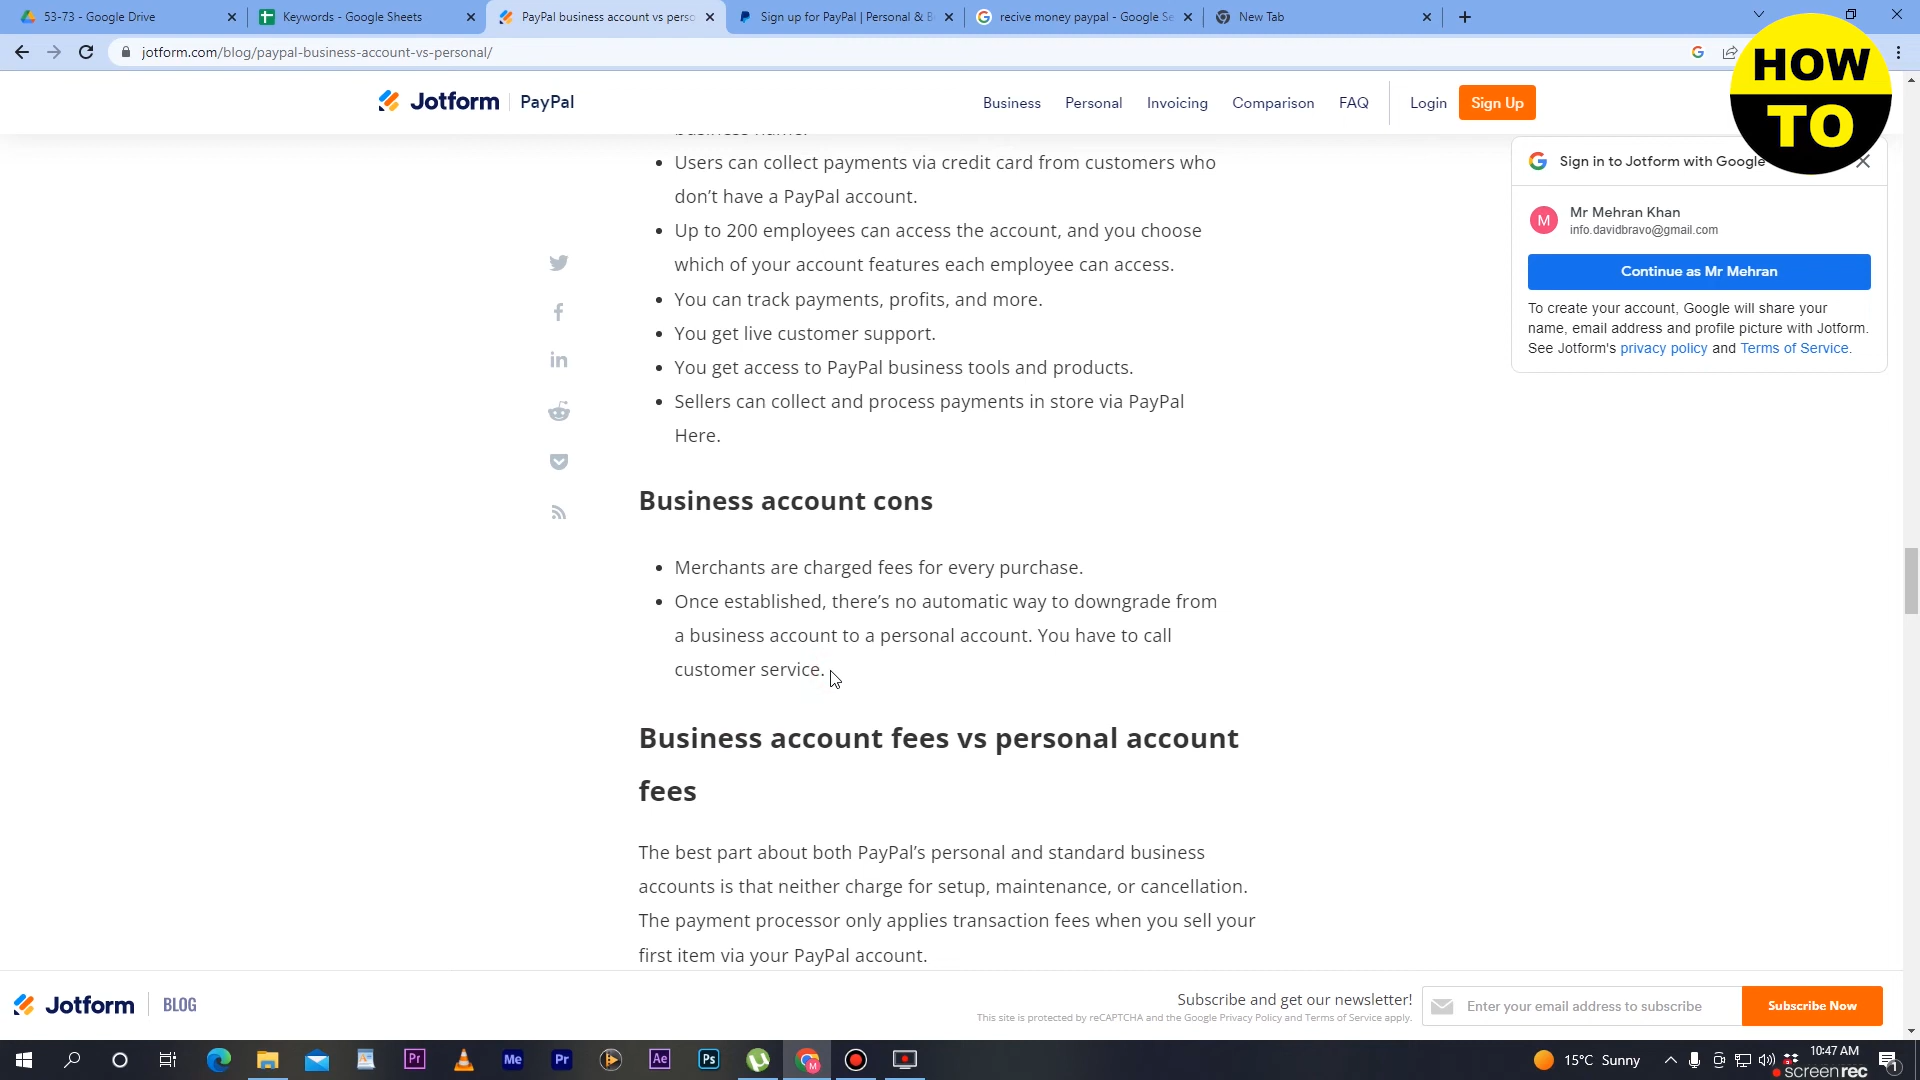 53-73 - Google Drive
Keywords - Google Sheets
PayPal business account vs perso
Sign up for PayPal | Personal & B
recive money paypal - Google Se
New Tab
jotform.com/blog/paypal-business-account-vs-personal/
HOW
TO
Jotform PayPal
Business Personal Invoicing Comparison FAQ Login Sign Up
business name.
Users can collect payments via credit card from customers who
don’t have a PayPal account.
Up to 200 employees can access the account, and you choose
which of your account features each employee can access.
You can track payments, profits, and more.
You get live customer support.
You get access to PayPal business tools and products.
Sellers can collect and process payments in store via PayPal
Here.
Sign in to Jotform with Google
M
Mr Mehran Khan
info.davidbravo@gmail.com
Continue as Mr Mehran
To create your account, Google will share your
name, email address and profile picture with Jotform.
See Jotform's privacy policy and Terms of Service.
Business account cons
Merchants are charged fees for every purchase.
Once established, there’s no automatic way to downgrade from
a business account to a personal account. You have to call
customer service.
Business account fees vs personal account
fees
The best part about both PayPal’s personal and standard business
accounts is that neither charge for setup, maintenance, or cancellation.
The payment processor only applies transaction fees when you sell your
first item via your PayPal account.
Jotform BLOG
Subscribe and get our newsletter!
This site is protected by reCAPTCHA and the Google Privacy Policy and Terms of Service apply.
Enter your email address to subscribe
Subscribe Now
Pr Me Pr Ae Ps
15°C Sunny
10:47 AM
screenrec
1